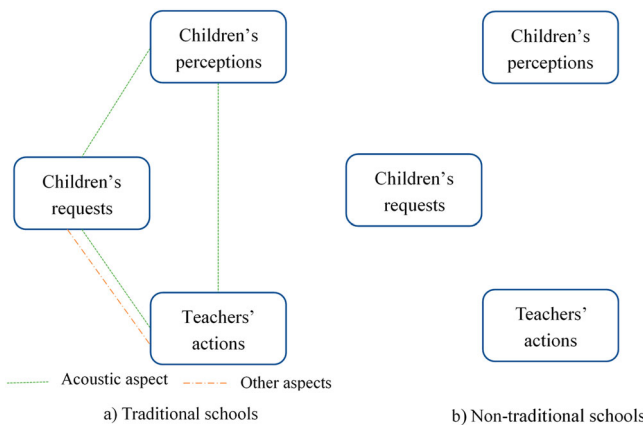 Children's
perceptions
Children's
requests
Teachers'
actions
Acoustic aspect
Other aspects
a) Traditional schools
Children's
perceptions
Children's
requests
Teachers'
actions
b) Non-traditional schools